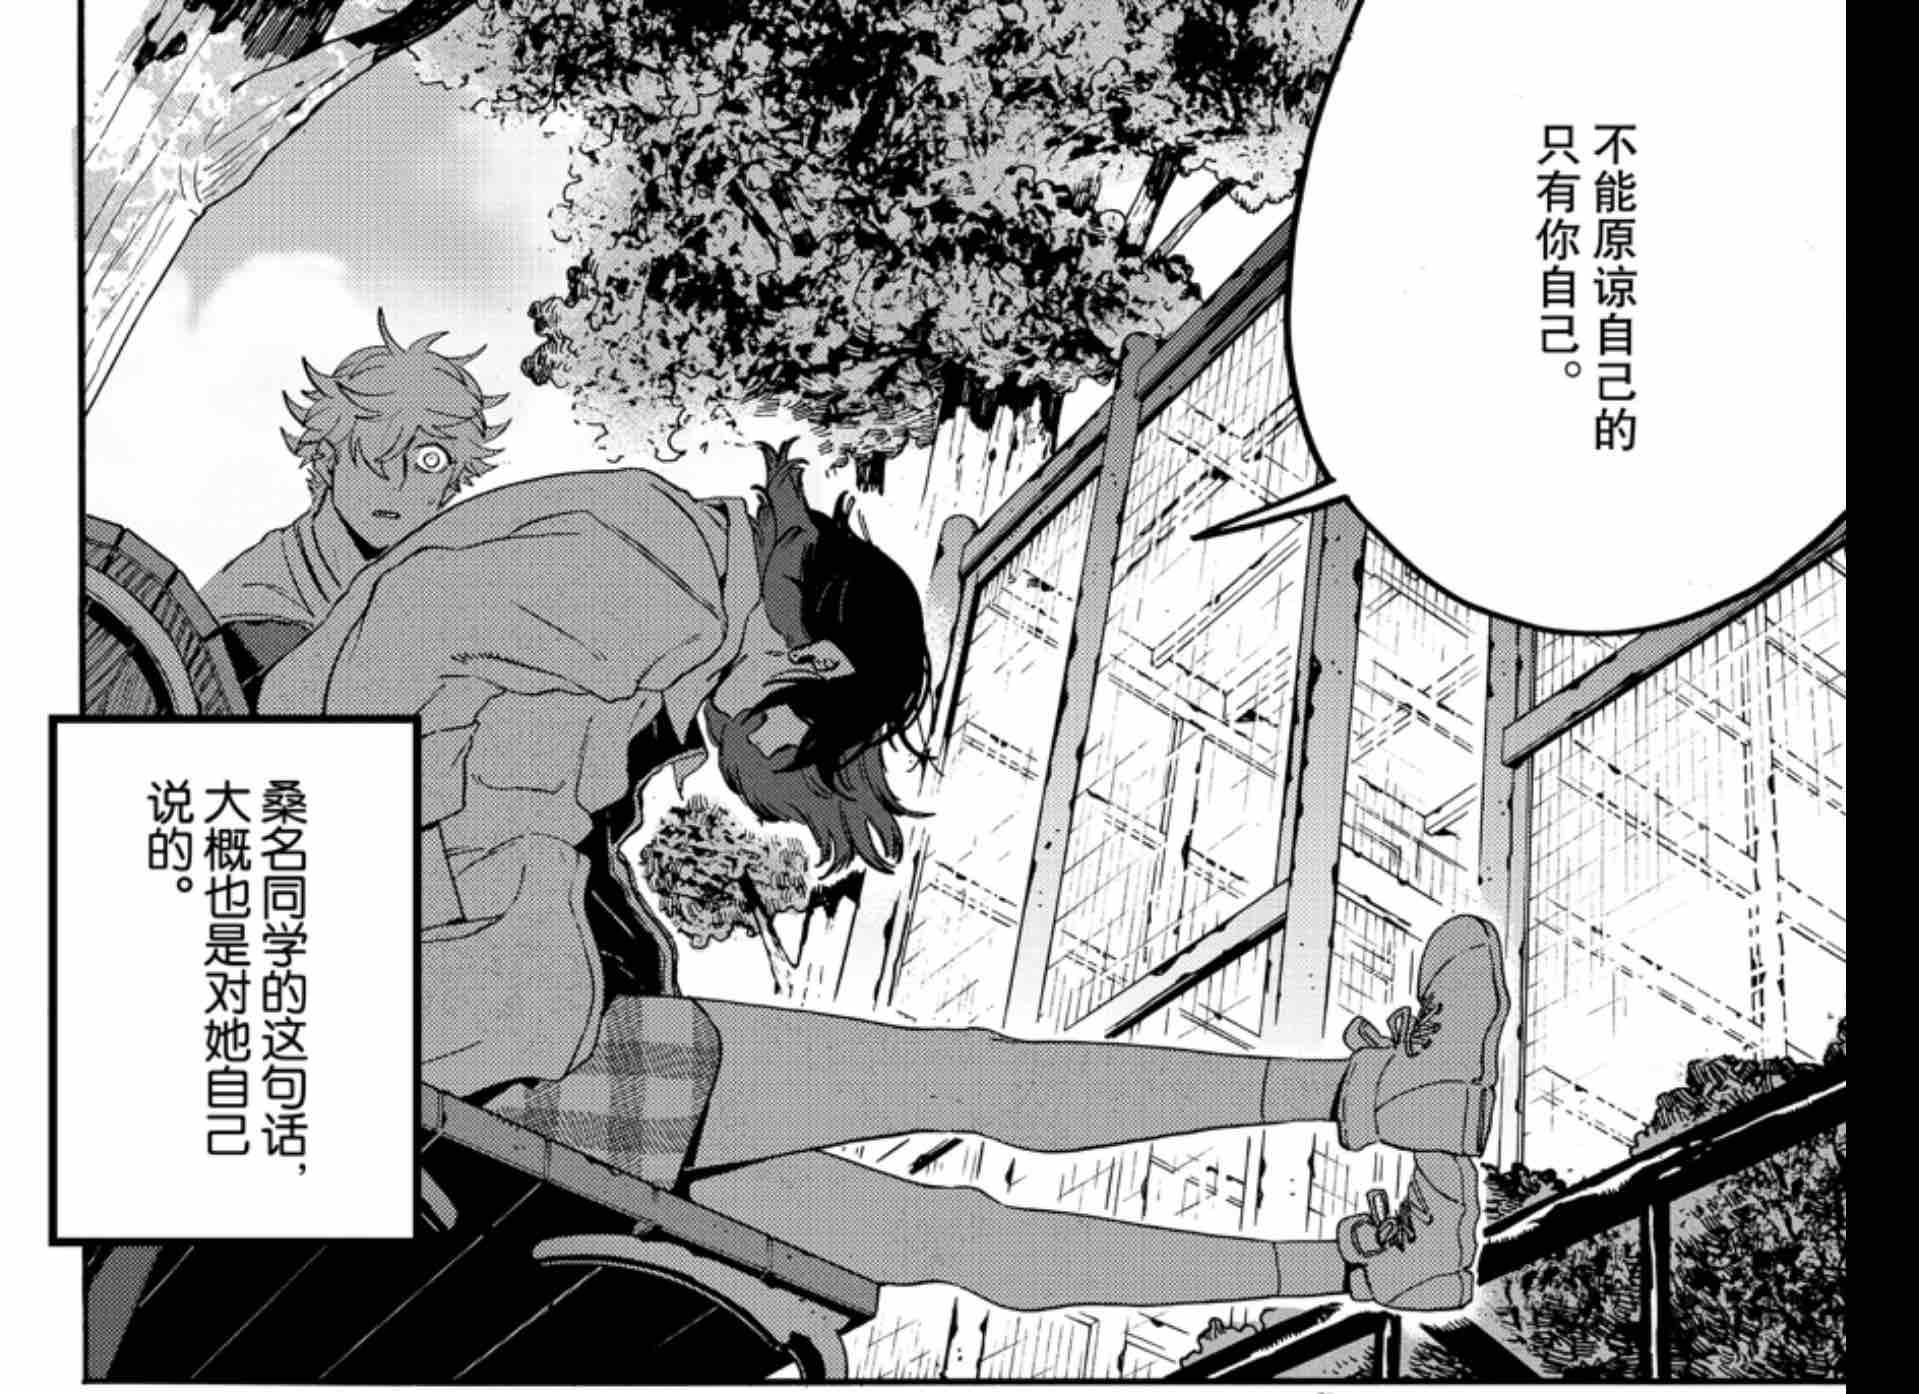 不能原谅自己的
只有你自己。
桑名同学的这句话，
大概也是对她自己
说的。